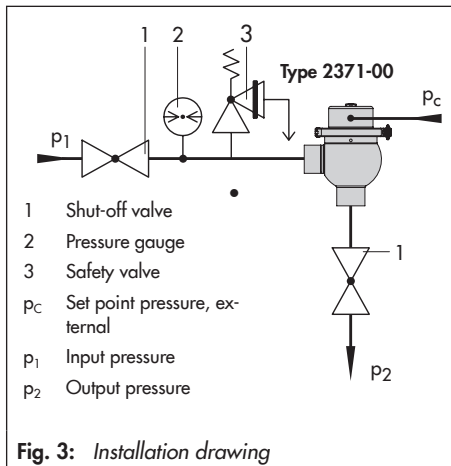 1 2 3
Type 2371-00
pc
p1
1 Shut-off valve
2 Pressure gauge
3 Safety valve
pC Set point pressure, ex-
ternal
p1 Input pressure
p2 Output pressure
1
p2
Fig. 3: Installation drawing